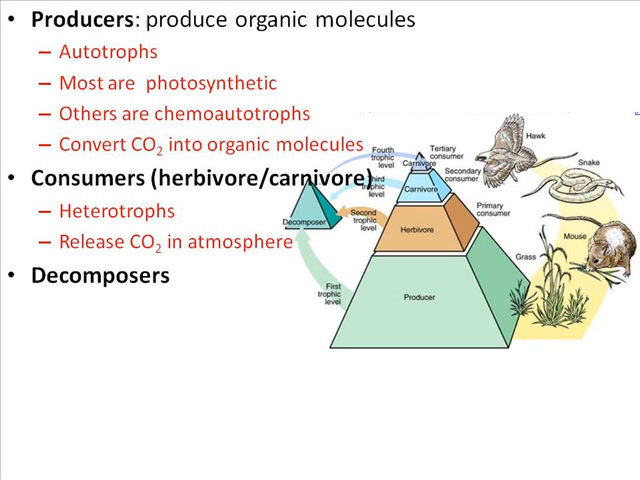 • Producers: produce organic molecules
– Autotrophs
– Most are photosynthetic
– Others are chemoautotrophs
– Convert CO₂ into organic molecules
• Consumers (herbivore/carnivore)
– Heterotrophs
– Release CO₂ in atmosphere
• Decomposers
Fourth
trophic
level
Carnivore
Tertiary
consumer
Hawk
Third
trophic
level
Carnivore
Secondary
consumer
Snake
Decomposer
Second
trophic
level
Herbivore
Primary
consumer
Mouse
Grass
First
trophic
level
Producer